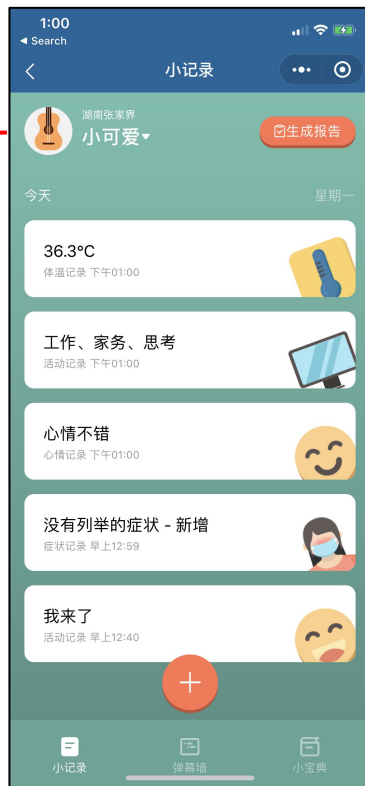 1:00
◀ Search
小记录
湖南张家界
小可爱
生成报告
今天
星期一
36.3°C
体温记录 下午01:00
工作、家务、思考
活动记录 下午01:00
心情不错
心情记录 下午01:00
没有列举的症状 - 新增
症状记录 早上12:59
我来了
活动记录 早上12:40
小记录
弹幕墙
小宝典